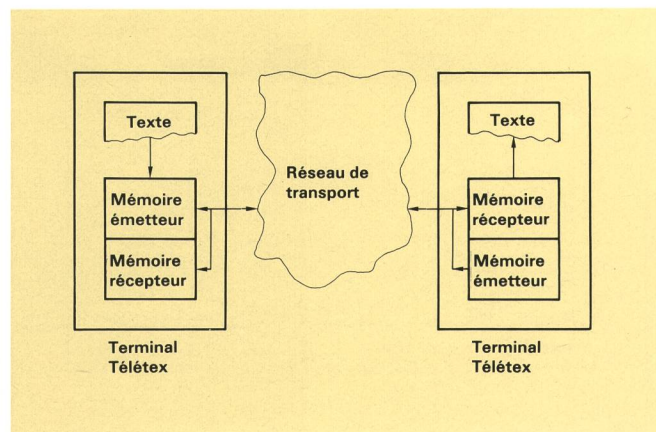 Texte
Mémoire
émetteur
Mémoire
récepteur
Terminal
Télétex
Réseau de
transport
Texte
Mémoire
récepteur
Mémoire
émetteur
Terminal
Télétex